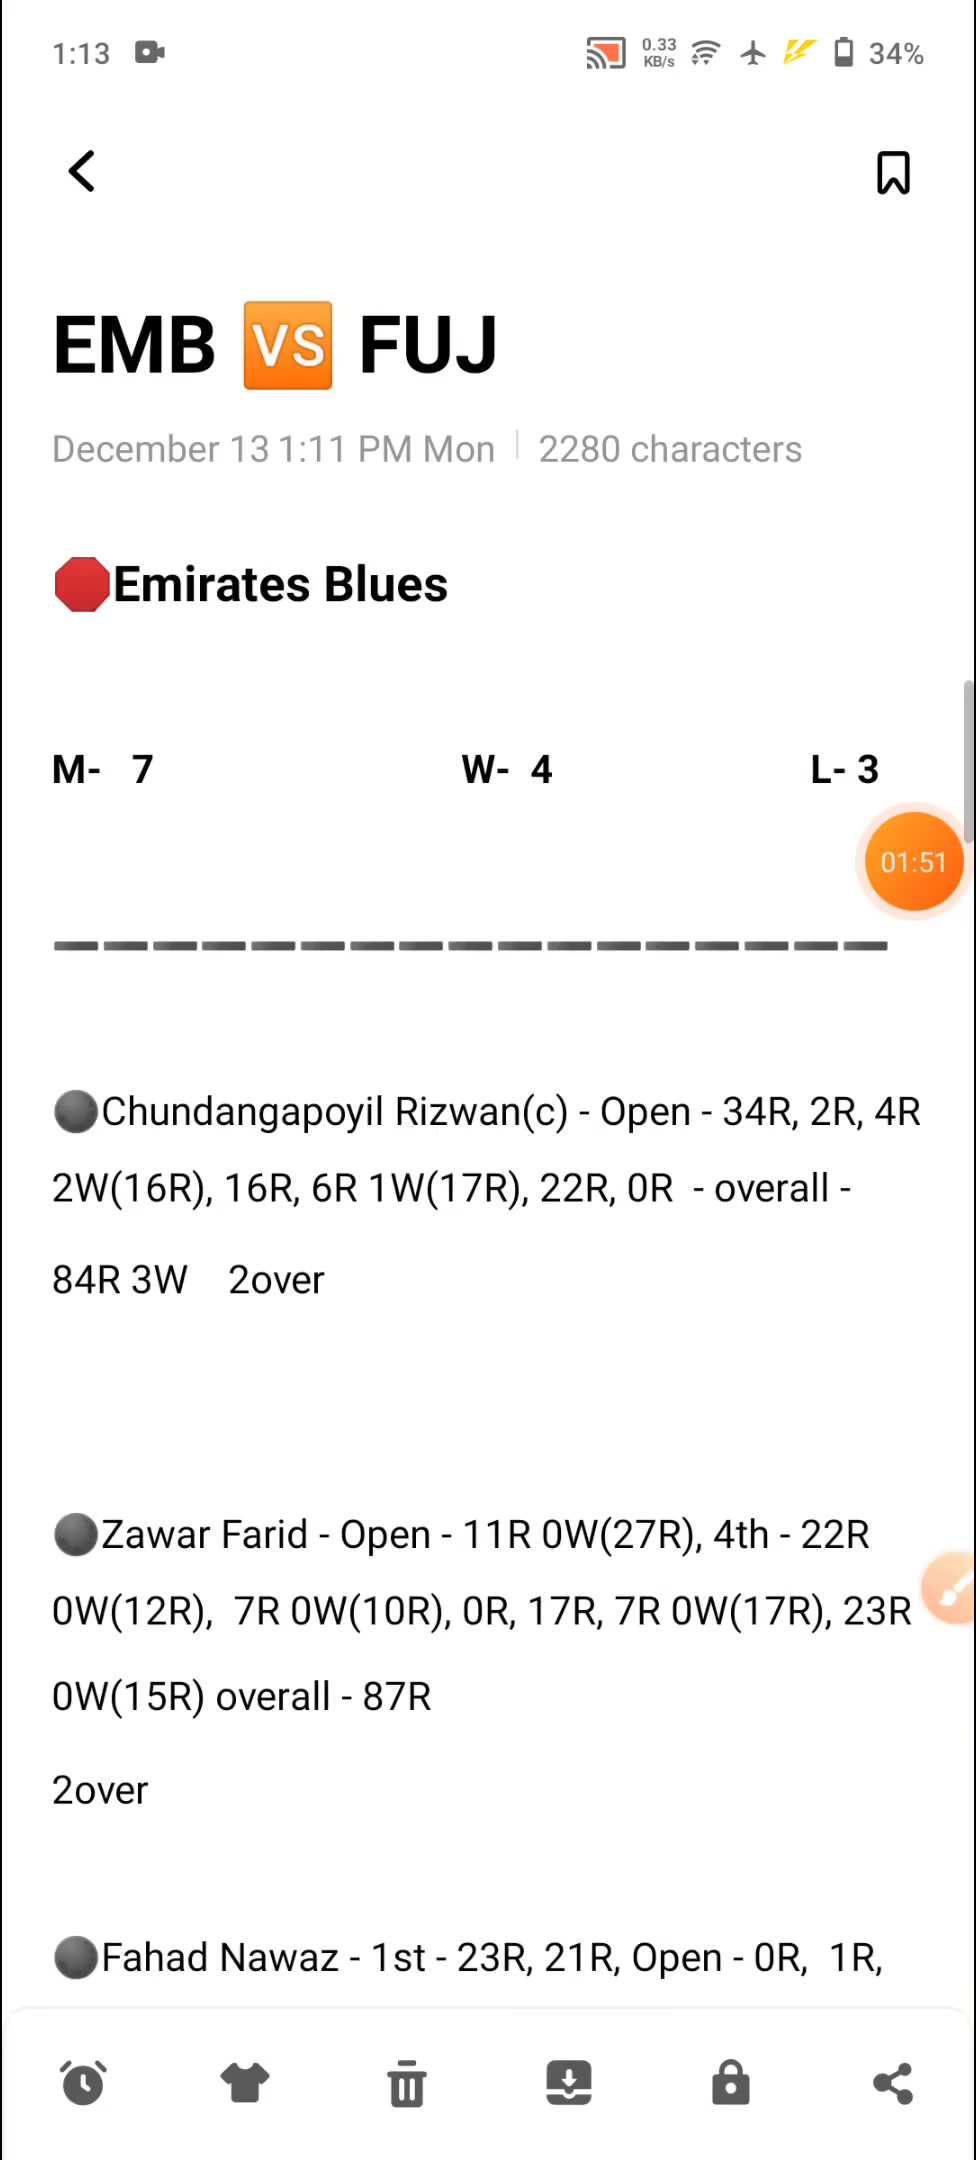 1:13 0.33 KB/s 34%
EMB 🆚 FUJ
December 13 1:11 PM Mon | 2280 characters
🛑Emirates Blues
M- 7 W- 4 L- 3
01:51
➖➖➖➖➖➖➖➖➖➖➖➖➖➖➖➖➖
⚫Chundangapoyil Rizwan(c) - Open - 34R, 2R, 4R
2W(16R), 16R, 6R 1W(17R), 22R, 0R - overall -
84R 3W 2over
⚫Zawar Farid - Open - 11R 0W(27R), 4th - 22R
0W(12R), 7R 0W(10R), 0R, 17R, 7R 0W(17R), 23R
0W(15R) overall - 87R
2over
⚫Fahad Nawaz - 1st - 23R, 21R, Open - 0R, 1R,